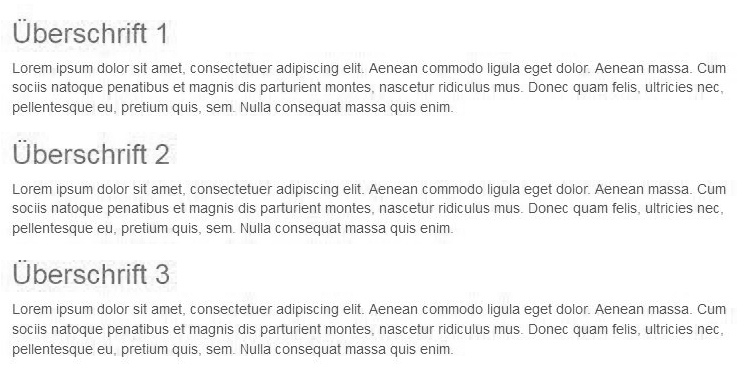 Überschrift 1
Lorem ipsum dolor sit amet, consectetuer adipiscing elit. Aenean commodo ligula eget dolor. Aenean massa. Cum
sociis natoque penatibus et magnis dis parturient montes, nascetur ridiculus mus. Donec quam felis, ultricies nec,
pellentesque eu, pretium quis, sem. Nulla consequat massa quis enim.
Überschrift 2
Lorem ipsum dolor sit amet, consectetuer adipiscing elit. Aenean commodo ligula eget dolor. Aenean massa. Cum
sociis natoque penatibus et magnis dis parturient montes, nascetur ridiculus mus. Donec quam felis, ultricies nec,
pellentesque eu, pretium quis, sem. Nulla consequat massa quis enim.
Überschrift 3
Lorem ipsum dolor sit amet, consectetuer adipiscing elit. Aenean commodo ligula eget dolor. Aenean massa. Cum
sociis natoque penatibus et magnis dis parturient montes, nascetur ridiculus mus. Donec quam felis, ultricies nec,
pellentesque eu, pretium quis, sem. Nulla consequat massa quis enim.